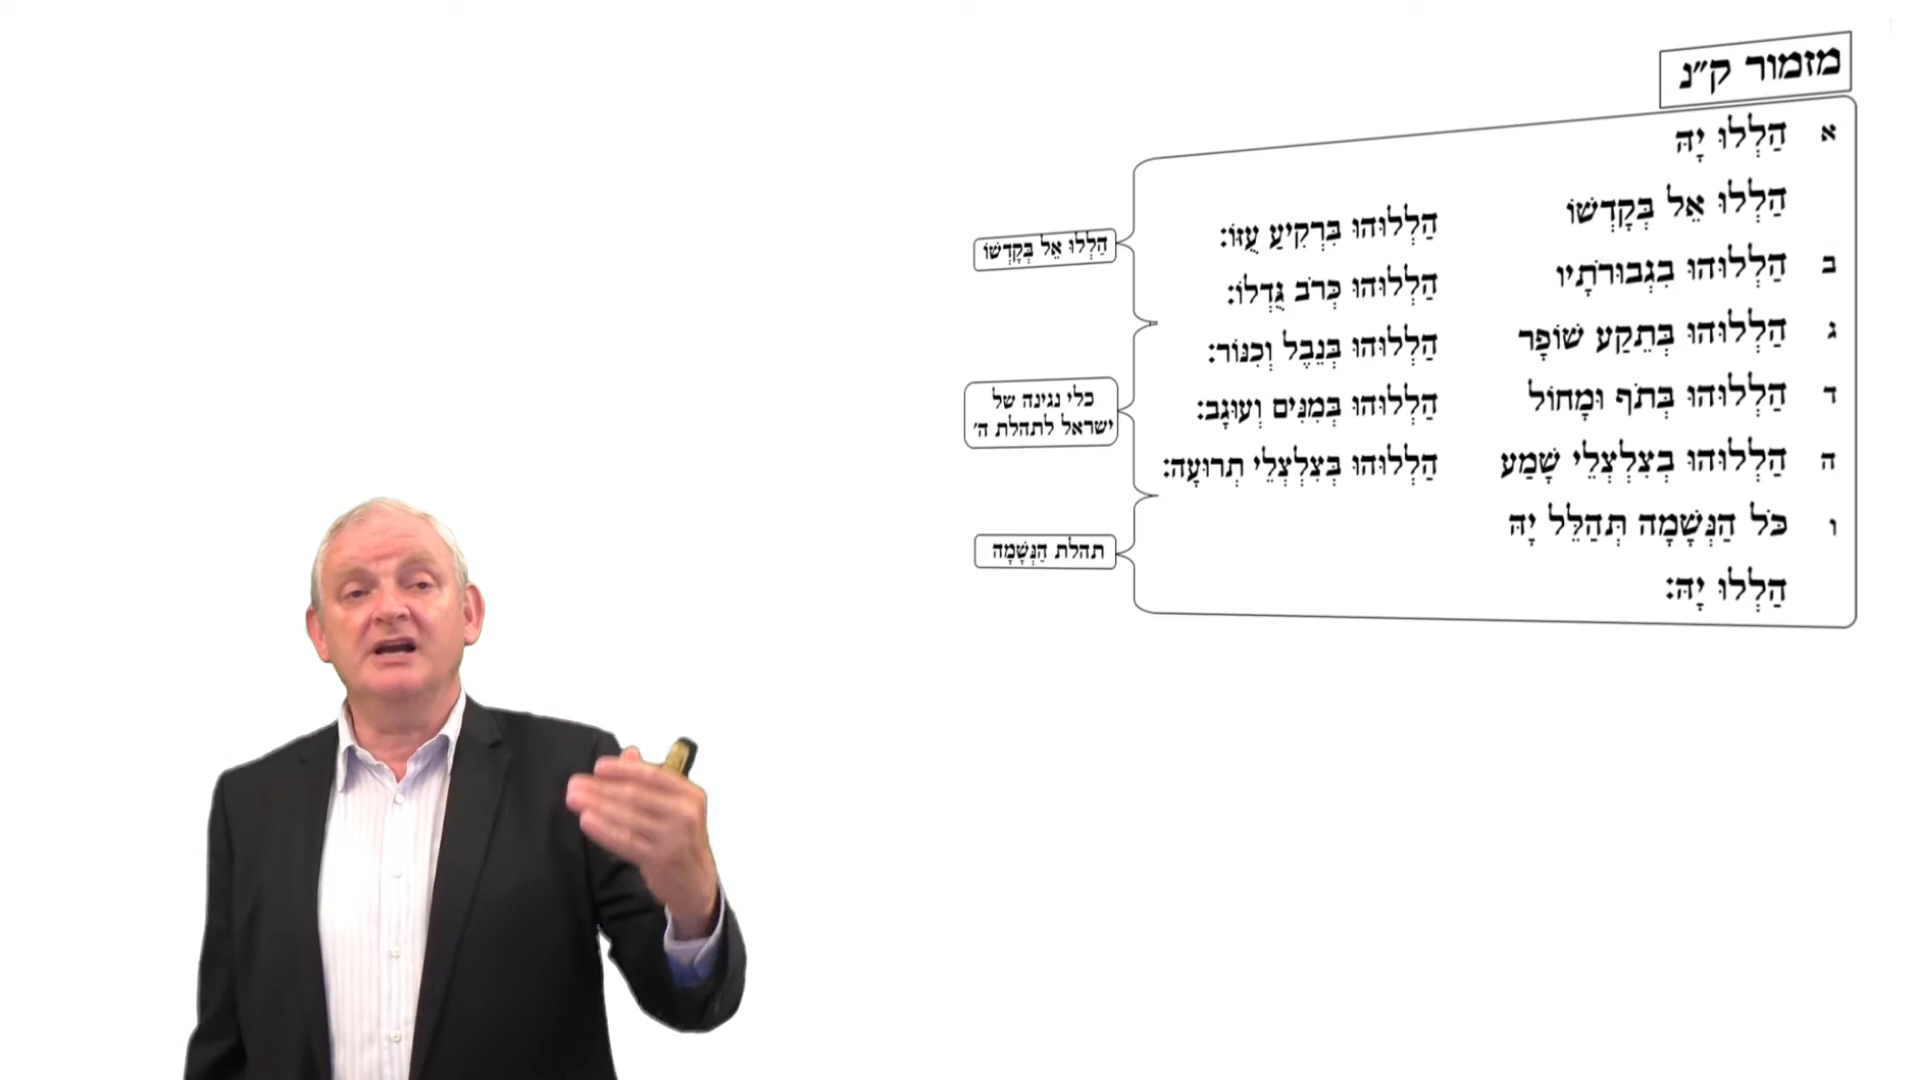 מזמור ק״נ
א הַלְלוּ יָהּ
הַלְלוּ אֵל בְּקָדְשׁוֹ הַלְלוּהוּ בִּרְקִיעַ עֻזּוֹ:
ב הַלְלוּהוּ בִגְבוּרֹתָיו הַלְלוּהוּ כְּרֹב גֻּדְלוֹ:
ג הַלְלוּהוּ בְּתֵקַע שׁוֹפָר הַלְלוּהוּ בְּנֵבֶל וְכִנּוֹר:
ד הַלְלוּהוּ בְּתֹף וּמָחוֹל הַלְלוּהוּ בְּמִנִּים וְעוּגָב:
ה הַלְלוּהוּ בְצִלְצְלֵי שָׁמַע הַלְלוּהוּ בְּצִלְצְלֵי תְרוּעָה:
ו כֹּל הַנְּשָׁמָה תְּהַלֵּל יָהּ
הַלְלוּ יָהּ:
הַלְלוּ אֵל בְּקָדְשׁוֹ
כלי נגינה של
ישראל לתהלת ה׳
תהלת הַנְּשָׁמָה